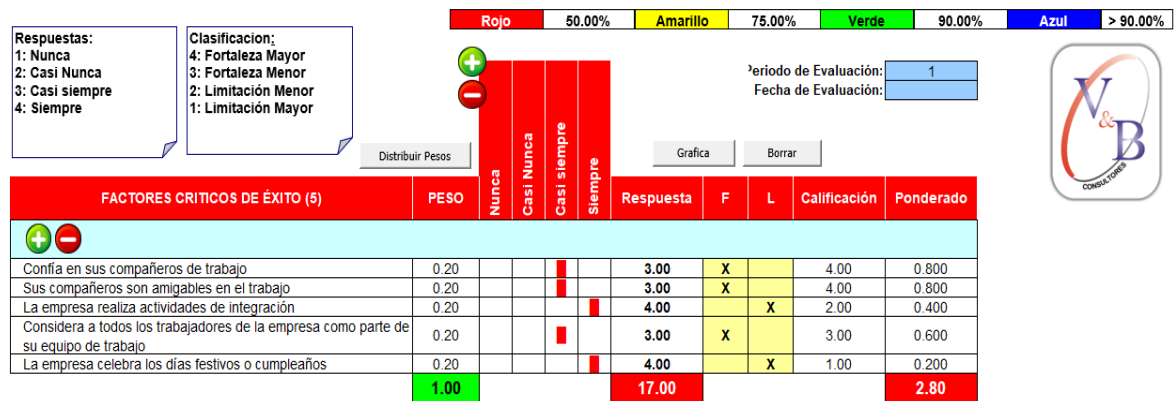 Rojo 50.00% Amarillo 75.00% Verde 90.00% Azul > 90.00%
Respuestas:
1: Nunca
2: Casi Nunca
3: Casi siempre
4: Siempre
Clasificacion:
4: Fortaleza Mayor
3: Fortaleza Menor
2: Limitación Menor
1: Limitación Mayor
Periodo de Evaluación: 1
Fecha de Evaluación:
V&B
CONSULTORES
Distribuir Pesos
Grafica
Borrar
FACTORES CRITICOS DE ÉXITO (5) PESO Nunca Casi Nunca Casi siempre Siempre Respuesta F L Calificación Ponderado
Confía en sus compañeros de trabajo 0.20 3.00 X 4.00 0.800
Sus compañeros son amigables en el trabajo 0.20 3.00 X 4.00 0.800
La empresa realiza actividades de integración 0.20 4.00 X 2.00 0.400
Considera a todos los trabajadores de la empresa como parte de
su equipo de trabajo 0.20 3.00 X 3.00 0.600
La empresa celebra los días festivos o cumpleaños 0.20 4.00 X 1.00 0.200
1.00 17.00 2.80